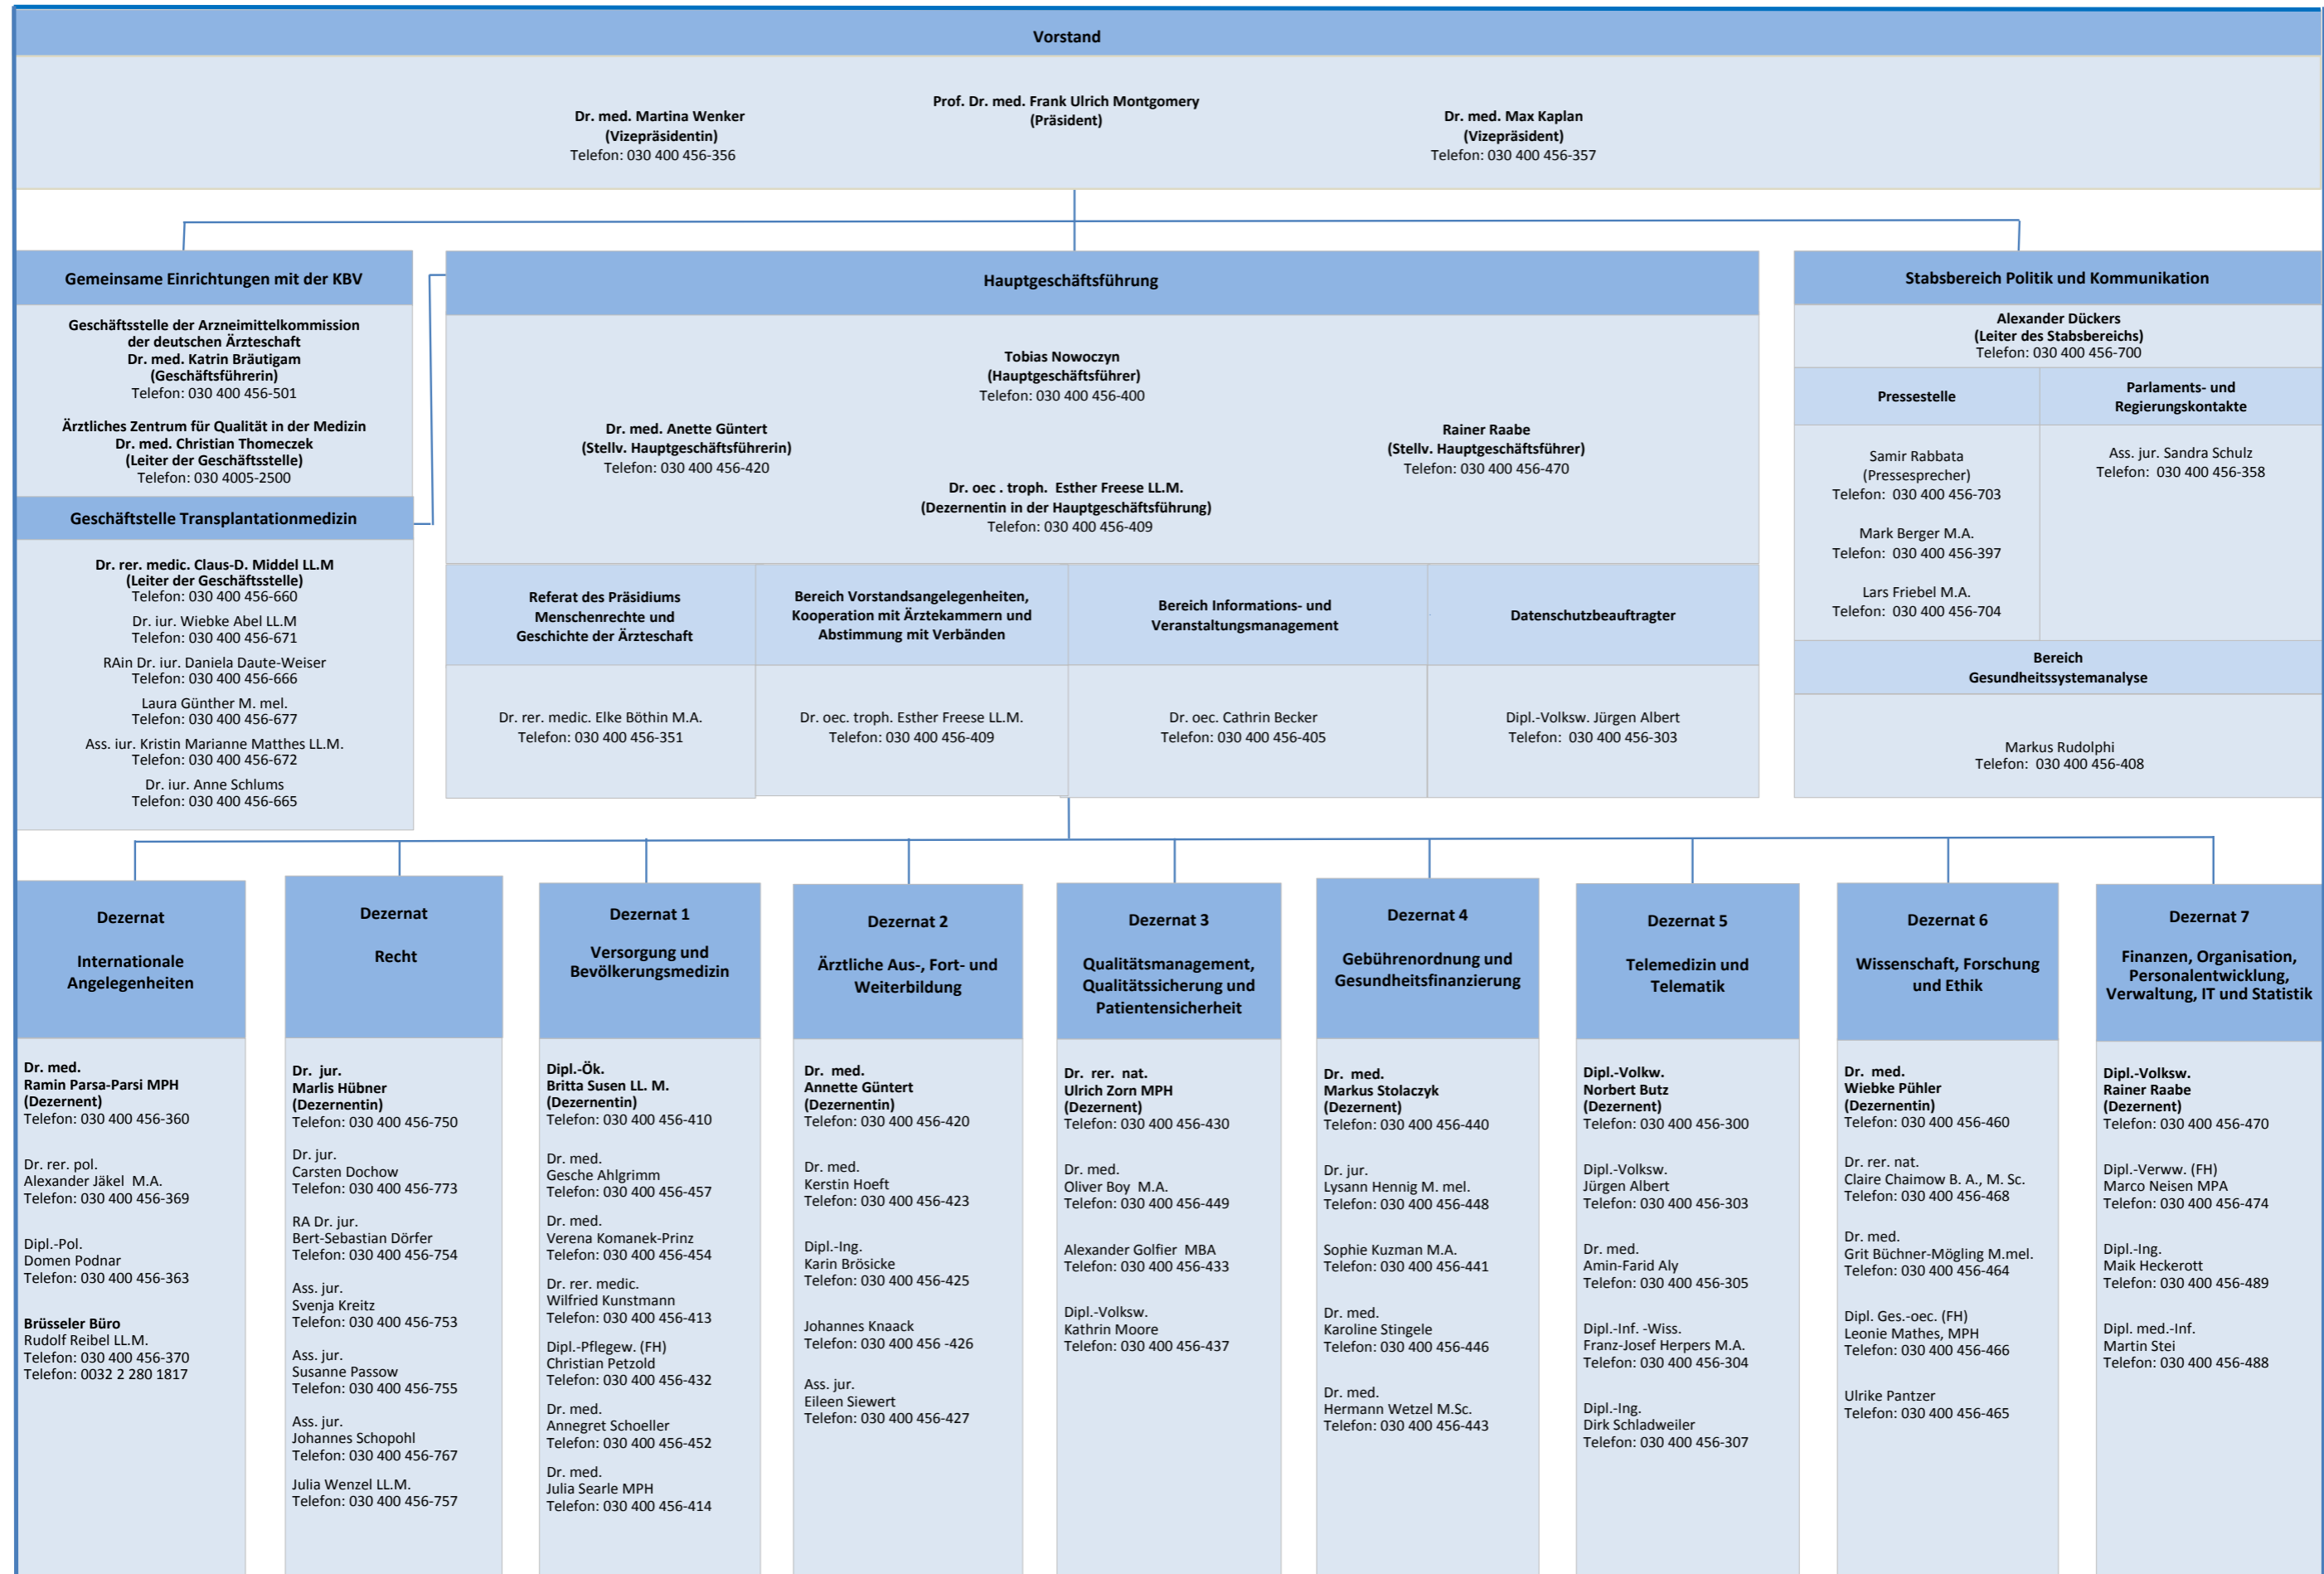 Vorstand
Prof. Dr. med. Frank Ulrich Montgomery
(Präsident)
Dr. med. Martina Wenker
(Vizepräsidentin)
Telefon: 030 400 456-356
Dr. med. Max Kaplan
(Vizepräsident)
Telefon: 030 400 456-357
Gemeinsame Einrichtungen mit der KBV
Geschäftsstelle der Arzneimittelkommission
der deutschen Ärzteschaft
Dr. med. Katrin Bräutigam
(Geschäftsführerin)
Telefon: 030 400 456-501
Ärztliches Zentrum für Qualität in der Medizin
Dr. med. Christian Thomeczek
(Leiter der Geschäftsstelle)
Telefon: 030 4005-2500
Geschäftstelle Transplantationmedizin
Dr. rer. medic. Claus-D. Middel LL.M
(Leiter der Geschäftsstelle)
Telefon: 030 400 456-660
Dr. iur. Wiebke Abel LL.M
Telefon: 030 400 456-671
RAin Dr. iur. Daniela Daute-Weiser
Telefon: 030 400 456-666
Laura Günther M. mel.
Telefon: 030 400 456-677
Ass. iur. Kristin Marianne Matthes LL.M.
Telefon: 030 400 456-672
Dr. iur. Anne Schlums
Telefon: 030 400 456-665
Hauptgeschäftsführung
Tobias Nowoczyn
(Hauptgeschäftsführer)
Telefon: 030 400 456-400
Dr. med. Anette Güntert
(Stellv. Hauptgeschäftsführerin)
Telefon: 030 400 456-420
Rainer Raabe
(Stellv. Hauptgeschäftsführer)
Telefon: 030 400 456-470
Dr. oec . troph. Esther Freese LL.M.
(Dezernentin in der Hauptgeschäftsführung)
Telefon: 030 400 456-409
Referat des Präsidiums
Menschenrechte und
Geschichte der Ärzteschaft
Dr. rer. medic. Elke Böthin M.A.
Telefon: 030 400 456-351
Bereich Vorstandsangelegenheiten,
Kooperation mit Ärztekammern und
Abstimmung mit Verbänden
Dr. oec. troph. Esther Freese LL.M.
Telefon: 030 400 456-409
Bereich Informations- und
Veranstaltungsmanagement
Dr. oec. Cathrin Becker
Telefon: 030 400 456-405
Datenschutzbeauftragter
Dipl.-Volksw. Jürgen Albert
Telefon: 030 400 456-303
Stabsbereich Politik und Kommunikation
Alexander Dückers
(Leiter des Stabsbereichs)
Telefon: 030 400 456-700
Pressestelle
Samir Rabbata
(Pressesprecher)
Telefon: 030 400 456-703
Mark Berger M.A.
Telefon: 030 400 456-397
Lars Friebel M.A.
Telefon: 030 400 456-704
Parlaments- und
Regierungskontakte
Ass. jur. Sandra Schulz
Telefon: 030 400 456-358
Bereich
Gesundheitssystemanalyse
Markus Rudolphi
Telefon: 030 400 456-408
Dezernat
Internationale
Angelegenheiten
Dr. med.
Ramin Parsa-Parsi MPH
(Dezernent)
Telefon: 030 400 456-360
Dr. rer. pol.
Alexander Jäkel M.A.
Telefon: 030 400 456-369
Dipl.-Pol.
Domen Podnar
Telefon: 030 400 456-363
Brüsseler Büro
Rudolf Reibel LL.M.
Telefon: 030 400 456-370
Telefon: 0032 2 280 1817
Dezernat
Recht
Dr. jur.
Marlis Hübner
(Dezernentin)
Telefon: 030 400 456-750
Dr. jur.
Carsten Dochow
Telefon: 030 400 456-773
RA Dr. jur.
Bert-Sebastian Dörfer
Telefon: 030 400 456-754
Ass. jur.
Svenja Kreitz
Telefon: 030 400 456-753
Ass. jur.
Susanne Passow
Telefon: 030 400 456-755
Ass. jur.
Johannes Schopohl
Telefon: 030 400 456-767
Julia Wenzel LL.M.
Telefon: 030 400 456-757
Dezernat 1
Versorgung und
Bevölkerungsmedizin
Dipl.-Ök.
Britta Susen LL. M.
(Dezernentin)
Telefon: 030 400 456-410
Dr. med.
Gesche Ahlgrimm
Telefon: 030 400 456-457
Dr. med.
Verena Komanek-Prinz
Telefon: 030 400 456-454
Dr. rer. medic.
Wilfried Kunstmann
Telefon: 030 400 456-413
Dipl.-Pflegew. (FH)
Christian Petzold
Telefon: 030 400 456-432
Dr. med.
Annegret Schoeller
Telefon: 030 400 456-452
Dr. med.
Julia Searle MPH
Telefon: 030 400 456-414
Dezernat 2
Ärztliche Aus-, Fort- und
Weiterbildung
Dr. med.
Annette Güntert
(Dezernentin)
Telefon: 030 400 456-420
Dr. med.
Kerstin Hoeft
Telefon: 030 400 456-423
Dipl.-Ing.
Karin Brösicke
Telefon: 030 400 456-425
Johannes Knaack
Telefon: 030 400 456 -426
Ass. jur.
Eileen Siewert
Telefon: 030 400 456-427
Dezernat 3
Qualitätsmanagement,
Qualitätssicherung und
Patientensicherheit
Dr. rer. nat.
Ulrich Zorn MPH
(Dezernent)
Telefon: 030 400 456-430
Dr. med.
Oliver Boy M.A.
Telefon: 030 400 456-449
Alexander Golfier MBA
Telefon: 030 400 456-433
Dipl.-Volksw.
Kathrin Moore
Telefon: 030 400 456-437
Dezernat 4
Gebührenordnung und
Gesundheitsfinanzierung
Dr. med.
Markus Stolaczyk
(Dezernent)
Telefon: 030 400 456-440
Dr. jur.
Lysann Hennig M. mel.
Telefon: 030 400 456-448
Sophie Kuzman M.A.
Telefon: 030 400 456-441
Dr. med.
Karoline Stingele
Telefon: 030 400 456-446
Dr. med.
Hermann Wetzel M.Sc.
Telefon: 030 400 456-443
Dezernat 5
Telemedizin und
Telematik
Dipl.-Volkw.
Norbert Butz
(Dezernent)
Telefon: 030 400 456-300
Dipl.-Volksw.
Jürgen Albert
Telefon: 030 400 456-303
Dr. med.
Amin-Farid Aly
Telefon: 030 400 456-305
Dipl.-Inf. -Wiss.
Franz-Josef Herpers M.A.
Telefon: 030 400 456-304
Dipl.-Ing.
Dirk Schladweiler
Telefon: 030 400 456-307
Dezernat 6
Wissenschaft, Forschung
und Ethik
Dr. med.
Wiebke Pühler
(Dezernentin)
Telefon: 030 400 456-460
Dr. rer. nat.
Claire Chaimow B. A., M. Sc.
Telefon: 030 400 456-468
Dr. med.
Grit Büchner-Mögling M.mel.
Telefon: 030 400 456-464
Dipl. Ges.-oec. (FH)
Leonie Mathes, MPH
Telefon: 030 400 456-466
Ulrike Pantzer
Telefon: 030 400 456-465
Dezernat 7
Finanzen, Organisation,
Personalentwicklung,
Verwaltung, IT und Statistik
Dipl.-Volksw.
Rainer Raabe
(Dezernent)
Telefon: 030 400 456-470
Dipl.-Verww. (FH)
Marco Neisen MPA
Telefon: 030 400 456-474
Dipl.-Ing.
Maik Heckerott
Telefon: 030 400 456-489
Dipl. med.-Inf.
Martin Stei
Telefon: 030 400 456-488